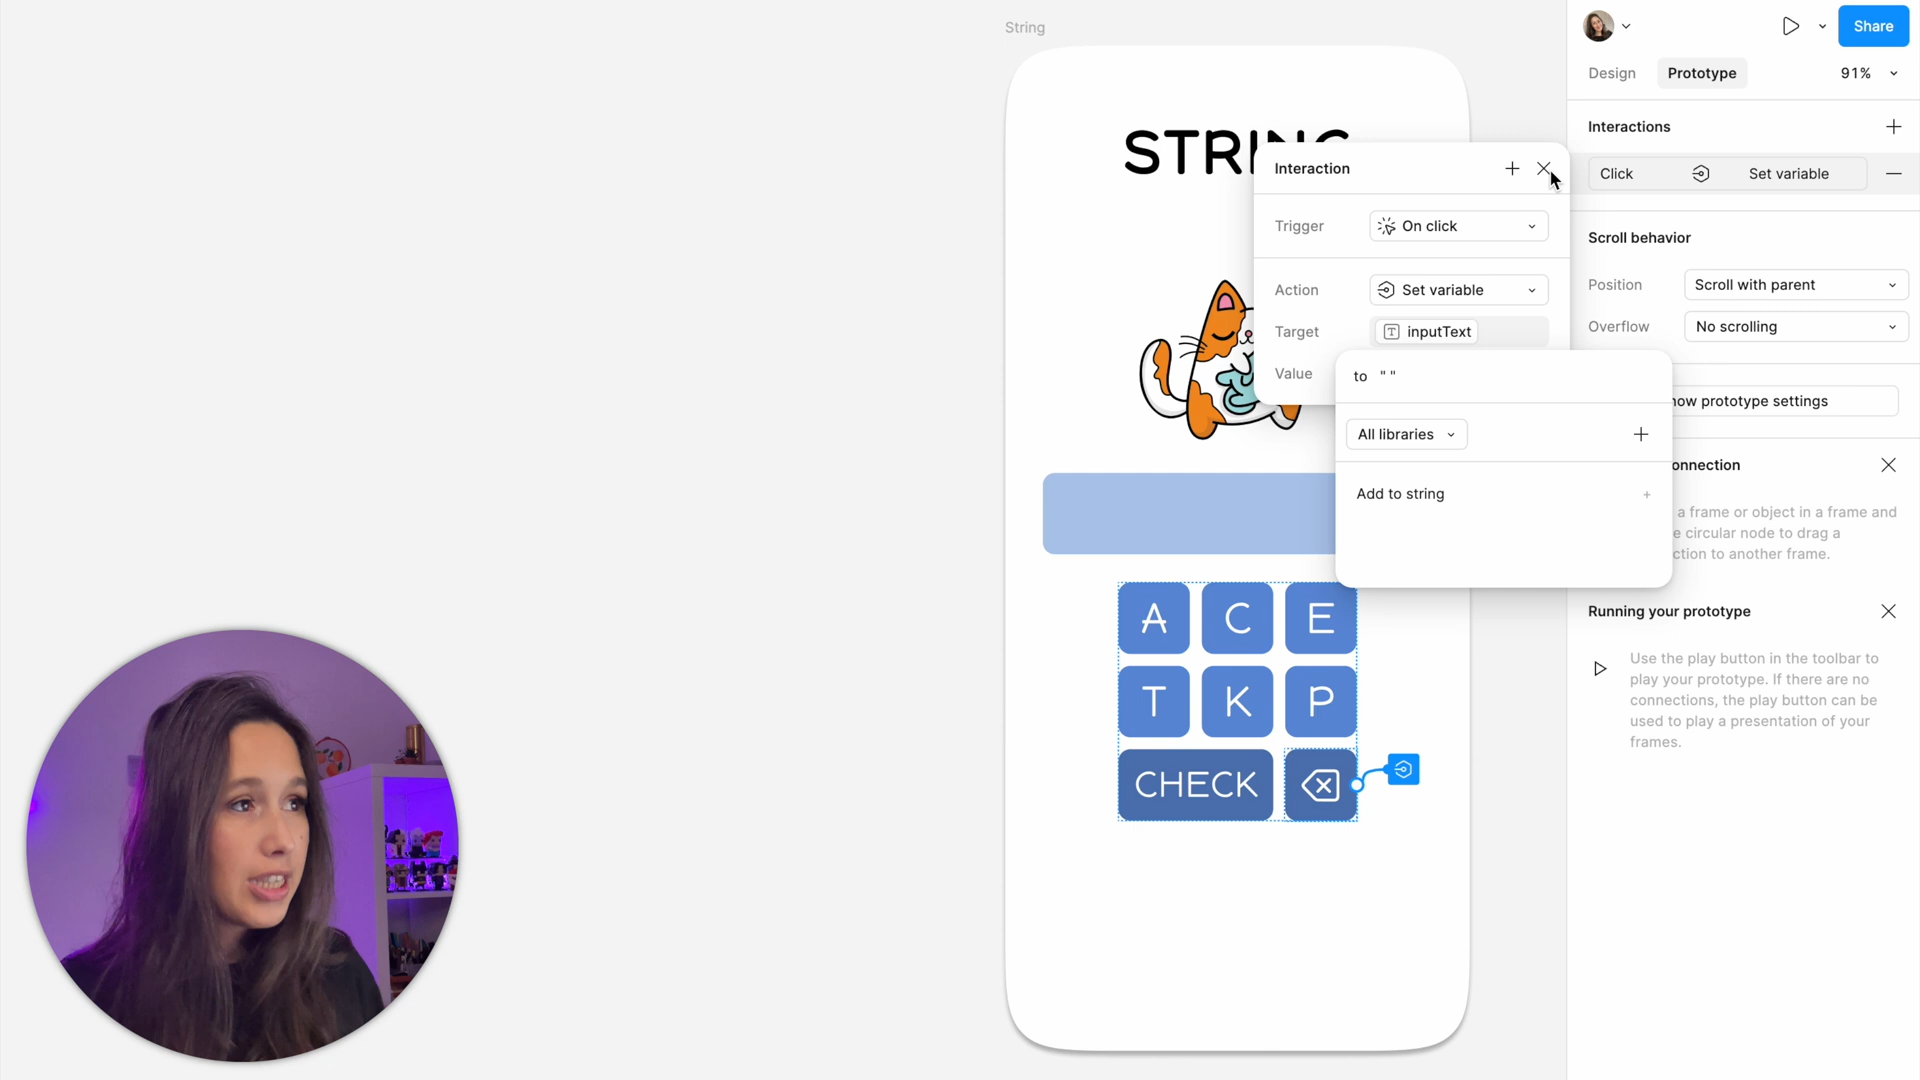 String
Share
Design
Prototype
91%
Interactions
Click
Set variable
STRING
Interaction
Trigger
On click
Action
Set variable
Target
inputText
Value
to " "
All libraries
Add to string
Scroll behavior
Position
Scroll with parent
Overflow
No scrolling
how prototype settings
onnection
a frame or object in a frame and
e circular node to drag a
ction to another frame.
Running your prototype
Use the play button in the toolbar to
play your prototype. If there are no
connections, the play button can be
used to play a presentation of your
frames.
A C E
T K P
CHECK